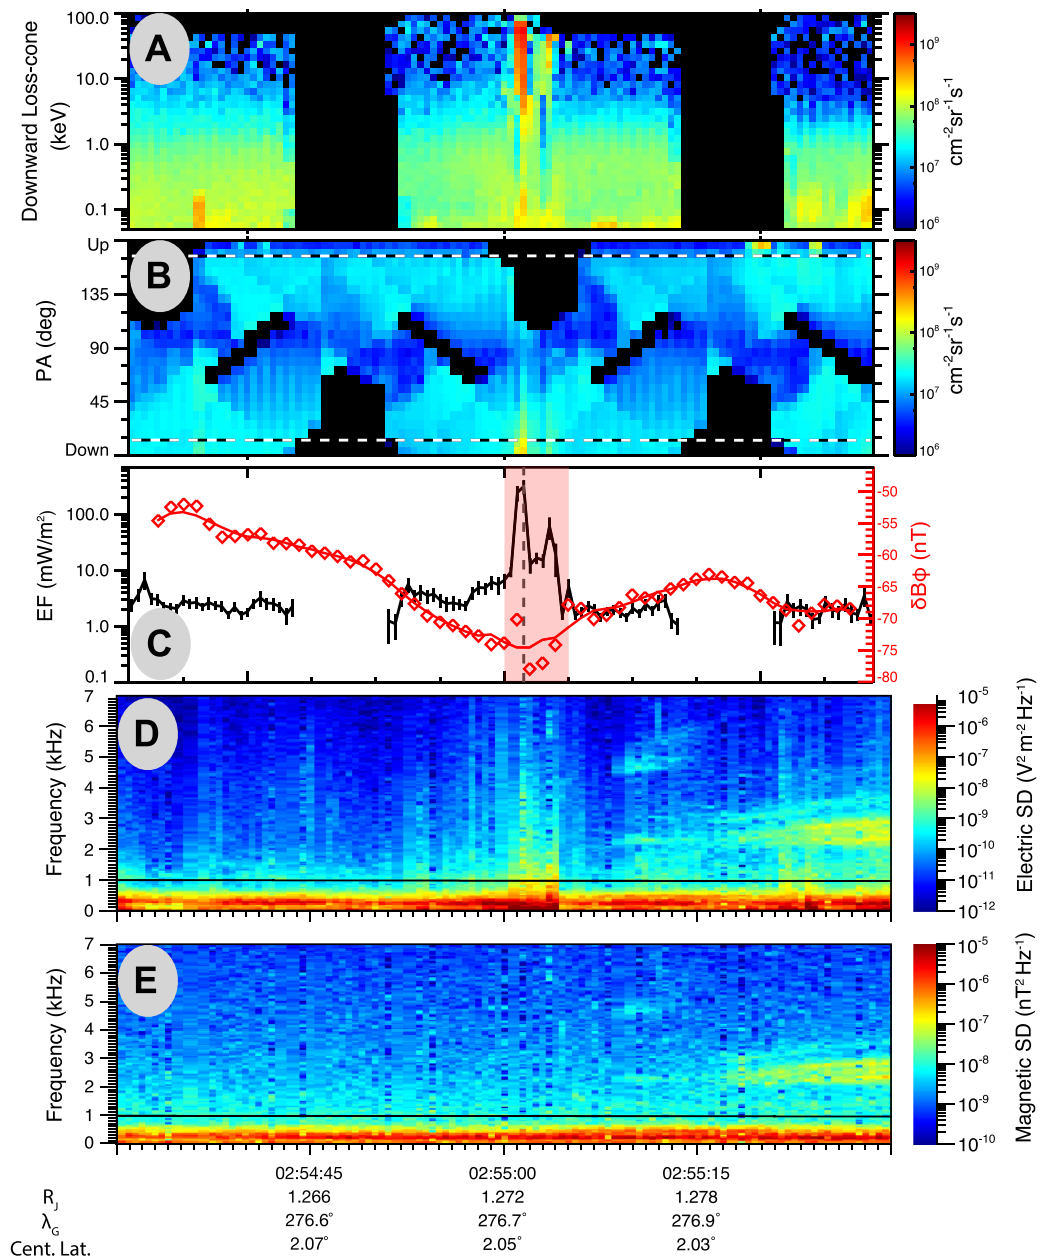 A
Downward Loss-cone
(keV)
100.0
10.0
1.0
0.1
10⁹
10⁸
10⁷
10⁶
cm⁻²sr⁻¹s¹
B
PA (deg)
Up
135
90
45
Down
10⁹
10⁸
10⁷
10⁶
cm⁻²sr⁻¹s¹
C
EF (mW/m²)
100.0
10.0
1.0
0.1
-50
-55
-60
-65
-70
-75
-80
δBϕ (nT)
D
Frequency (kHz)
7
6
5
4
3
2
1
0
10⁻⁵
10⁻⁶
10⁻⁷
10⁻⁸
10⁻⁹
10⁻¹⁰
10⁻¹¹
10⁻¹²
Electric SD (V² m⁻² Hz⁻¹)
E
Frequency (kHz)
7
6
5
4
3
2
1
0
10⁻⁵
10⁻⁶
10⁻⁷
10⁻⁸
10⁻⁹
10⁻¹⁰
Magnetic SD (nT² Hz⁻¹)
02:54:45 02:55:00 02:55:15
R_J 1.266 1.272 1.278
λ_G 276.6° 276.7° 276.9°
Cent. Lat. 2.07° 2.05° 2.03°